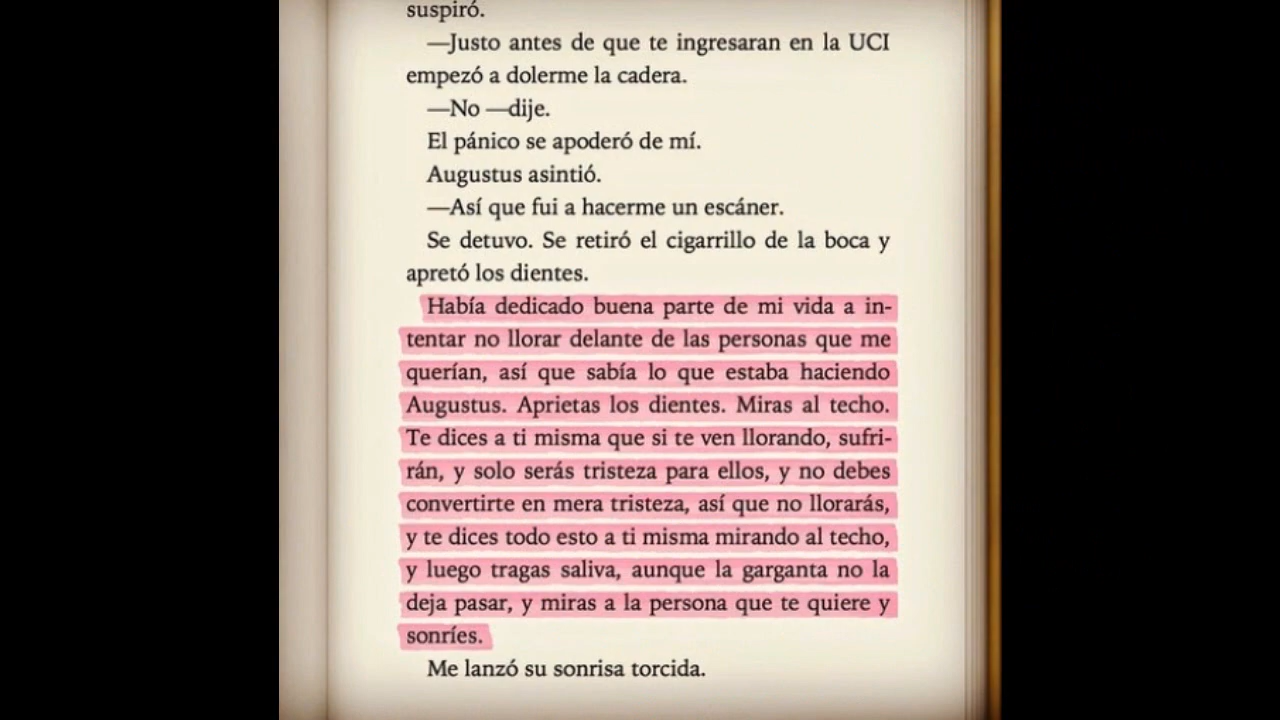 suspiró.
—Justo antes de que te ingresaran en la UCI
empezó a dolerme la cadera.
—No —dije.
El pánico se apoderó de mí.
Augustus asintió.
—Así que fui a hacerme un escáner.
Se detuvo. Se retiró el cigarrillo de la boca y
apretó los dientes.
Había dedicado buena parte de mi vida a in-
tentar no llorar delante de las personas que me
querían, así que sabía lo que estaba haciendo
Augustus. Aprietas los dientes. Miras al techo.
Te dices a ti misma que si te ven llorando, sufri-
rán, y solo serás tristeza para ellos, y no debes
convertirte en mera tristeza, así que no llorarás,
y te dices todo esto a ti misma mirando al techo,
y luego tragas saliva, aunque la garganta no la
deja pasar, y miras a la persona que te quiere y
sonríes.
Me lanzó su sonrisa torcida.